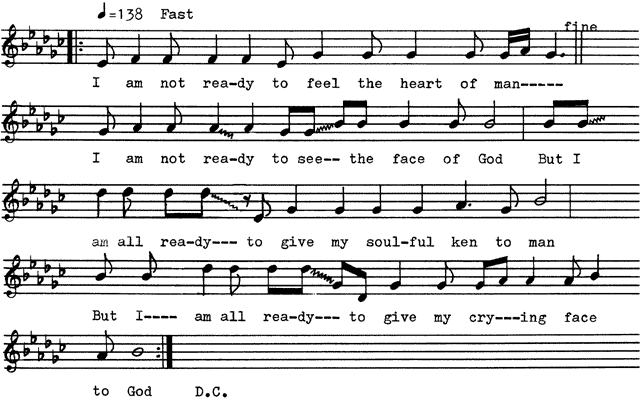 ♩=138 Fast
fine
I am not rea-dy to feel the heart of man-----
I am not rea-dy to see-- the face of God But I
am all rea-dy--- to give my soul-ful ken to man
But I---- am all rea-dy--- to give my cry---ing face
to God D.C.